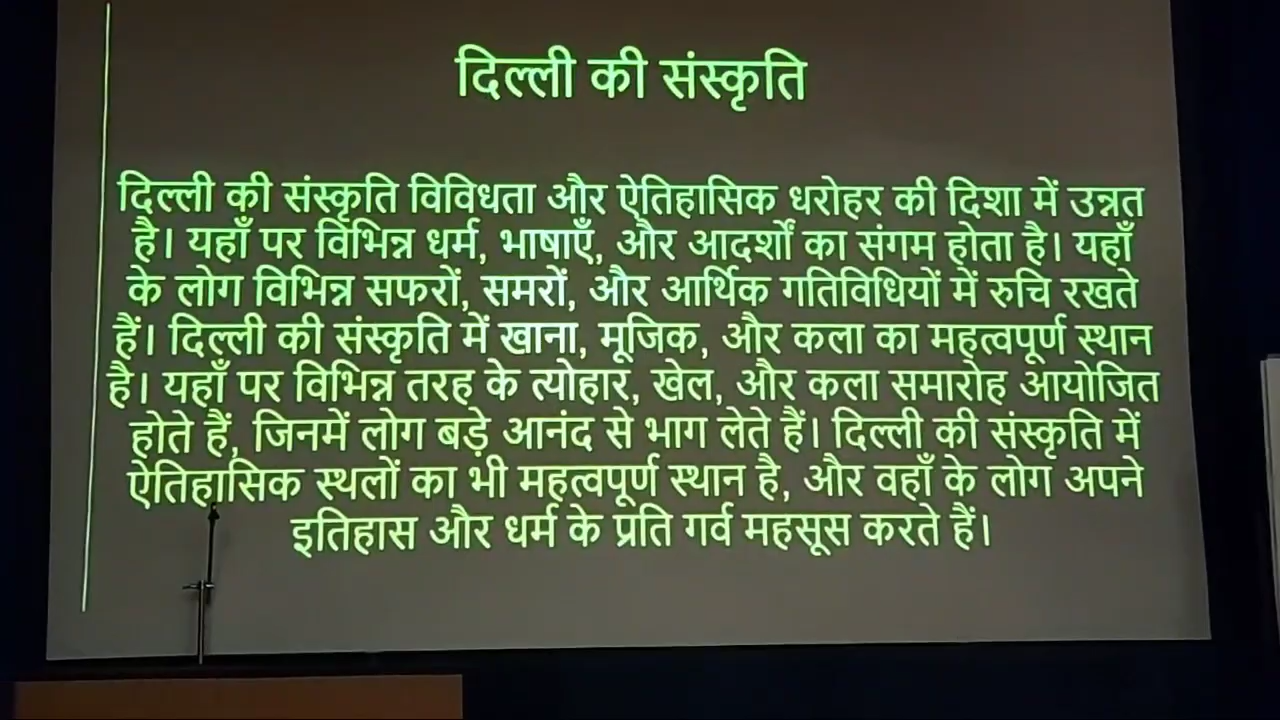 दिल्ली की संस्कृति
दिल्ली की संस्कृति विविधता और ऐतिहासिक धरोहर की दिशा में उन्नत
है। यहाँ पर विभिन्न धर्म, भाषाएँ, और आदर्शों का संगम होता है। यहाँ
के लोग विभिन्न सफरों, समरों, और आर्थिक गतिविधियों में रुचि रखते
हैं। दिल्ली की संस्कृति में खाना, मूजिक, और कला का महत्वपूर्ण स्थान
है। यहाँ पर विभिन्न तरह के त्योहार, खेल, और कला समारोह आयोजित
होते हैं, जिनमें लोग बड़े आनंद से भाग लेते हैं। दिल्ली की संस्कृति में
ऐतिहासिक स्थलों का भी महत्वपूर्ण स्थान है, और वहाँ के लोग अपने
इतिहास और धर्म के प्रति गर्व महसूस करते हैं।